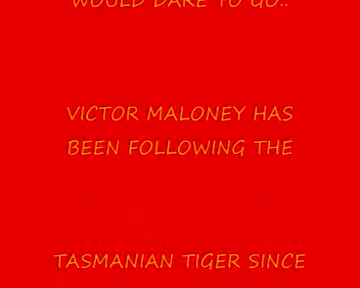 WOULD DARE TO GO..
VICTOR MALONEY HAS
BEEN FOLLOWING THE
TASMANIAN TIGER SINCE